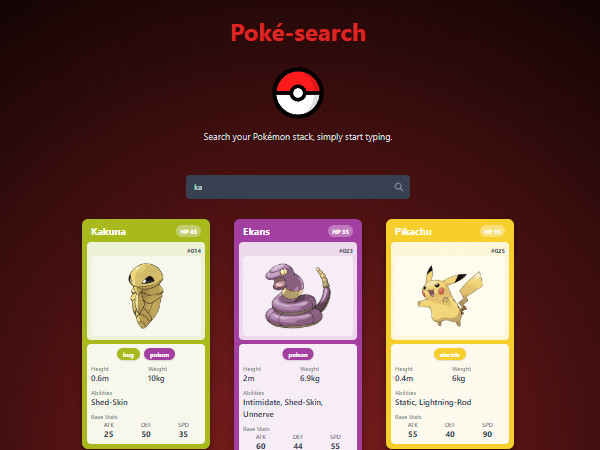 Poké-search
Search your Pokémon stack, simply start typing.
ka
Kakuna
HP 45
#014
bug
poison
Height
Weight
0.6m
10kg
Abilities
Shed-Skin
Base Stats
ATK
DEF
SPD
25
50
35
Ekans
HP 35
#023
poison
Height
Weight
2m
6.9kg
Abilities
Intimidate, Shed-Skin,
Unnerve
Base Stats
ATK
DEF
SPD
60
44
55
Pikachu
HP 35
#025
electric
Height
Weight
0.4m
6kg
Abilities
Static, Lightning-Rod
Base Stats
ATK
DEF
SPD
55
40
90